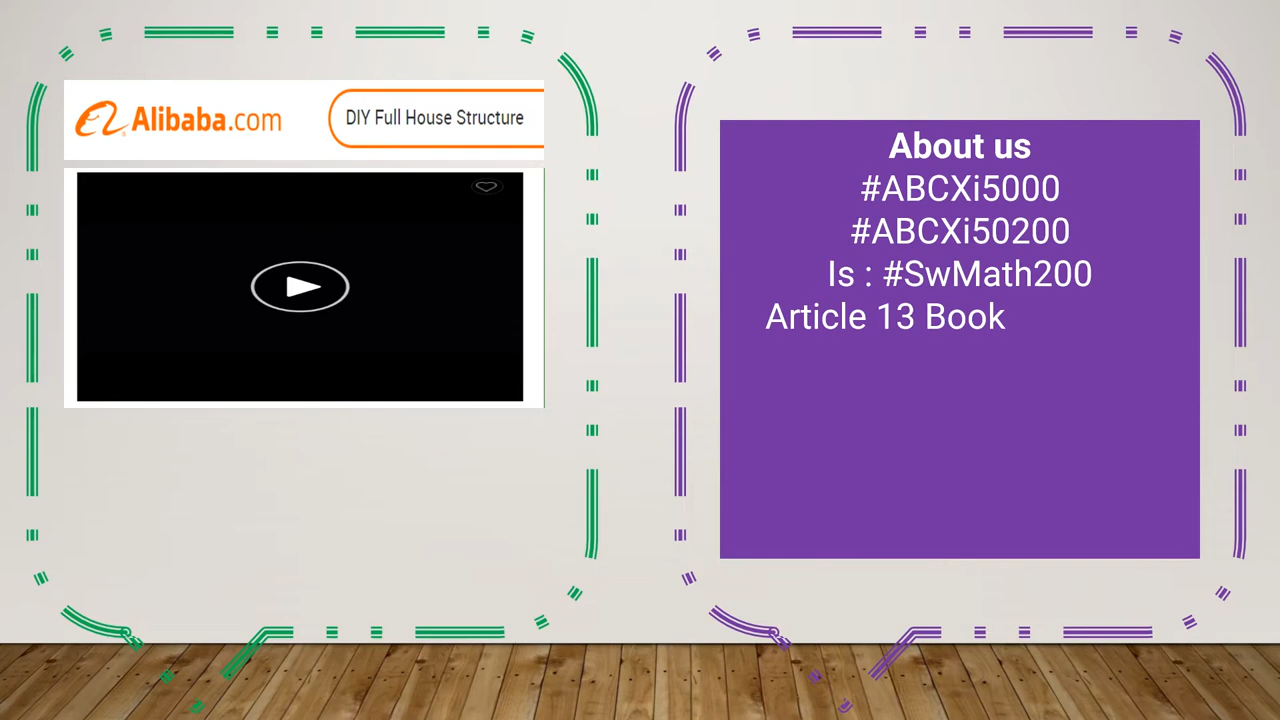 Alibaba.com
DIY Full House Structure
About us
#ABCXi5000
#ABCXi50200
Is : #SwMath200
Article 13 Book